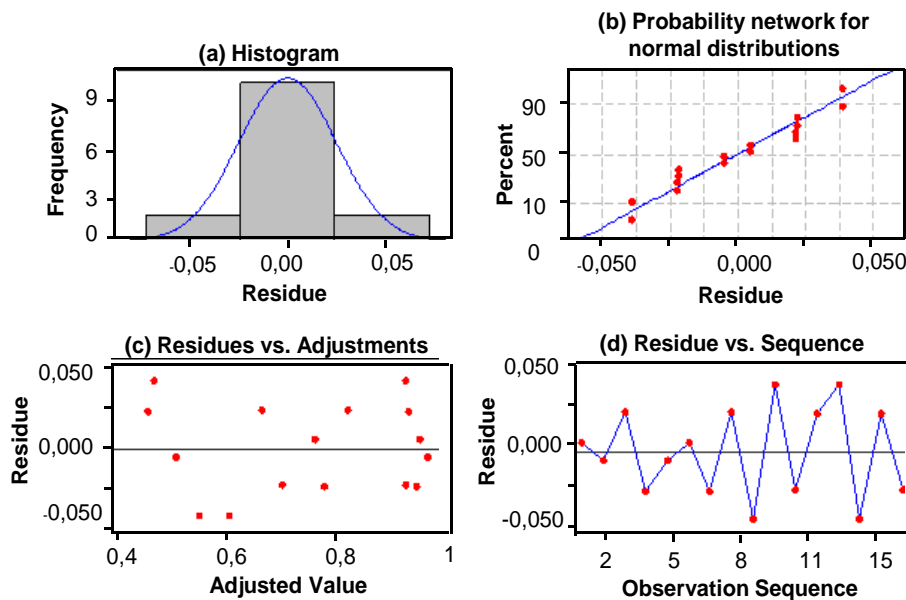 (a) Histogram
Frequency
9
6
3
0
-0,05
0,00
0,05
Residue
(b) Probability network for
normal distributions
Percent
90
50
10
0
-0,050
0,000
0,050
Residue
(c) Residues vs. Adjustments
Residue
0,050
0,000
-0,050
0,4
0,6
0,8
1
Adjusted Value
(d) Residue vs. Sequence
Residue
0,050
0,000
-0,050
2
5
8
11
15
Observation Sequence